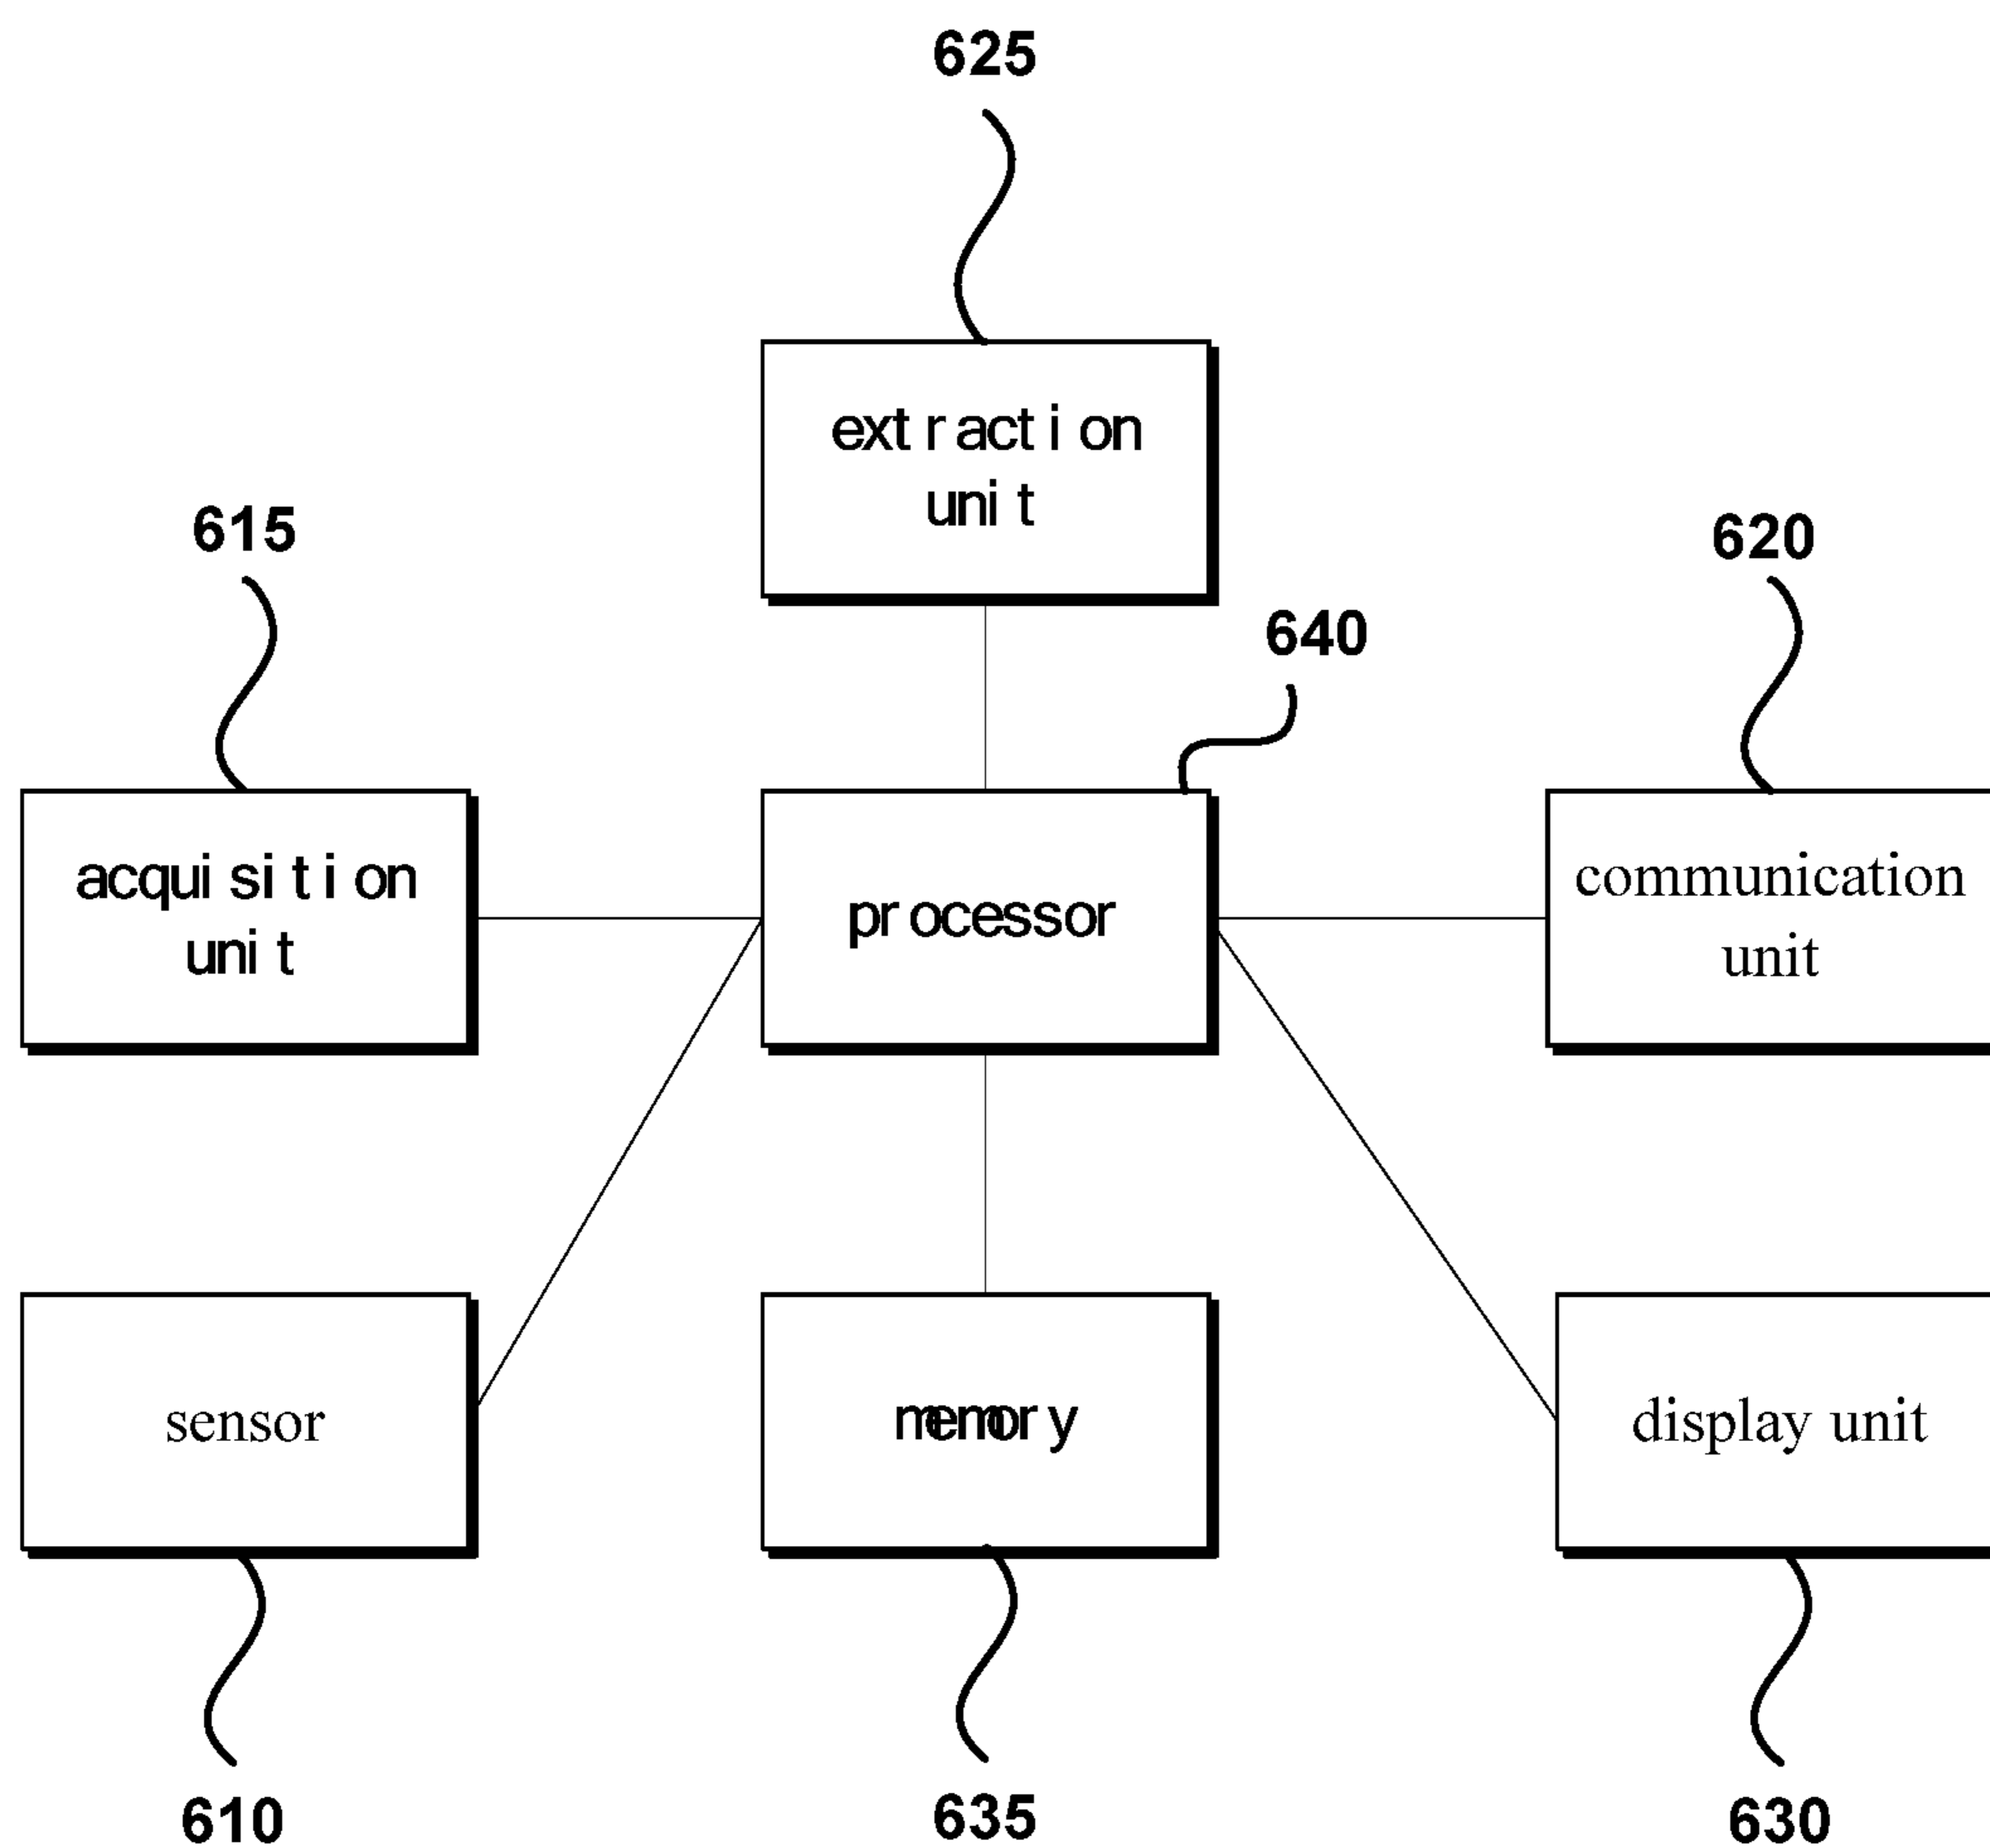 625
extraction
unit
615
620
640
acquisition
unit
processor
communication
unit
sensor
memory
display unit
610
635
630